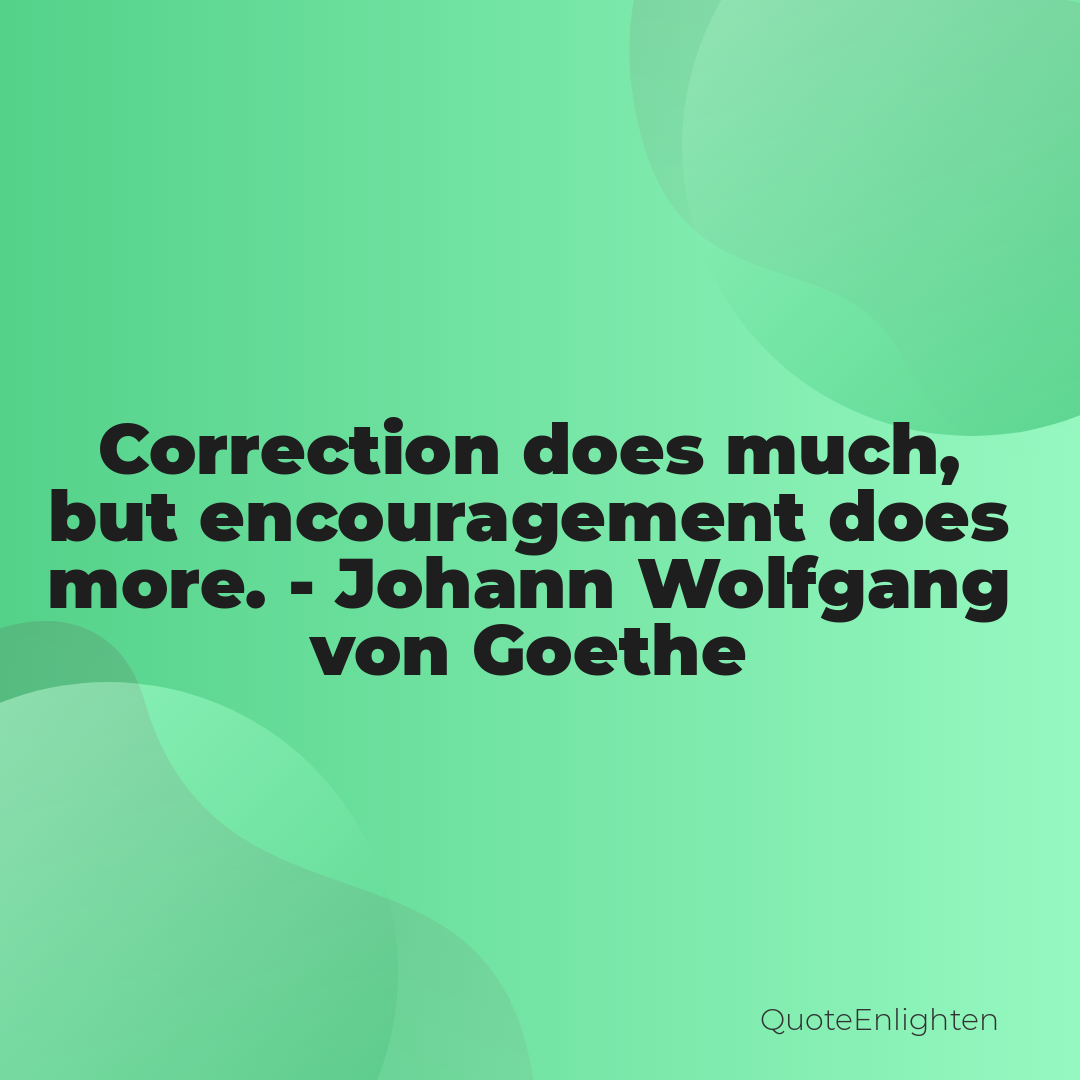 Correction does much,
but encouragement does
more. - Johann Wolfgang
von Goethe
QuoteEnlighten